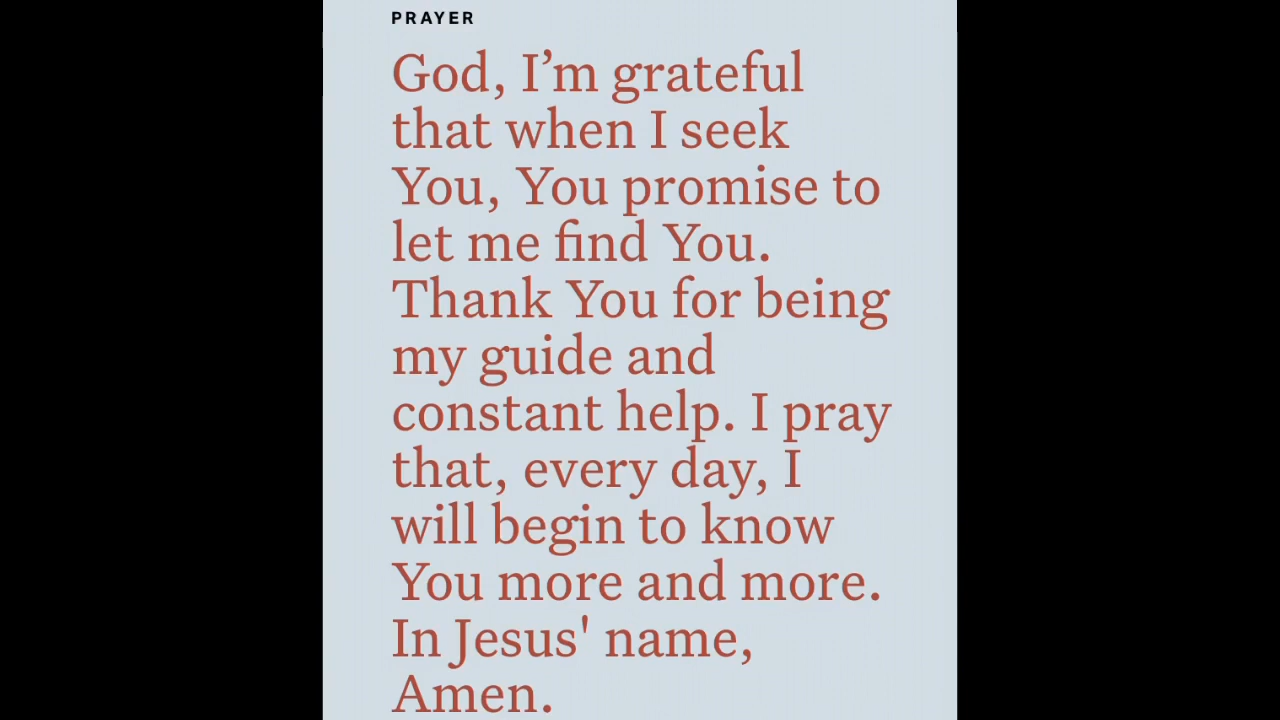 PRAYER
God, I’m grateful
that when I seek
You, You promise to
let me find You.
Thank You for being
my guide and
constant help. I pray
that, every day, I
will begin to know
You more and more.
In Jesus' name,
Amen.